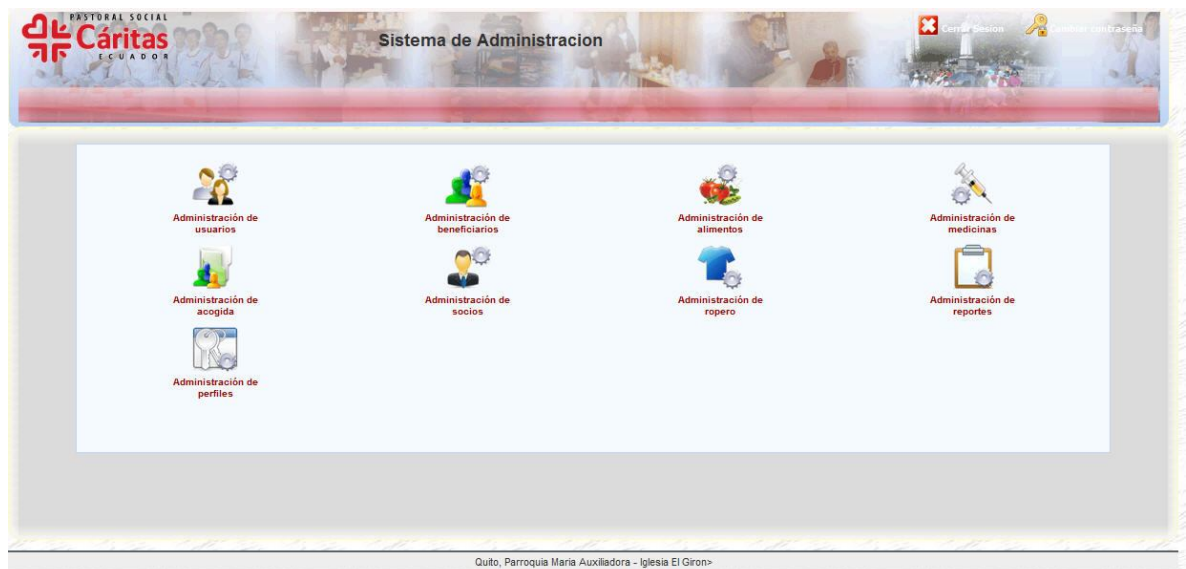 PASTORAL SOCIAL
Cáritas
ECUADOR
Sistema de Administracion
Cerrar Sesion
Cambiar contraseña
Administración de
usuarios
Administración de
beneficiarios
Administración de
alimentos
Administración de
medicinas
Administración de
acogida
Administración de
socios
Administración de
ropero
Administración de
reportes
Administración de
perfiles
Quito, Parroquia Maria Auxiliadora - Iglesia El Giron>